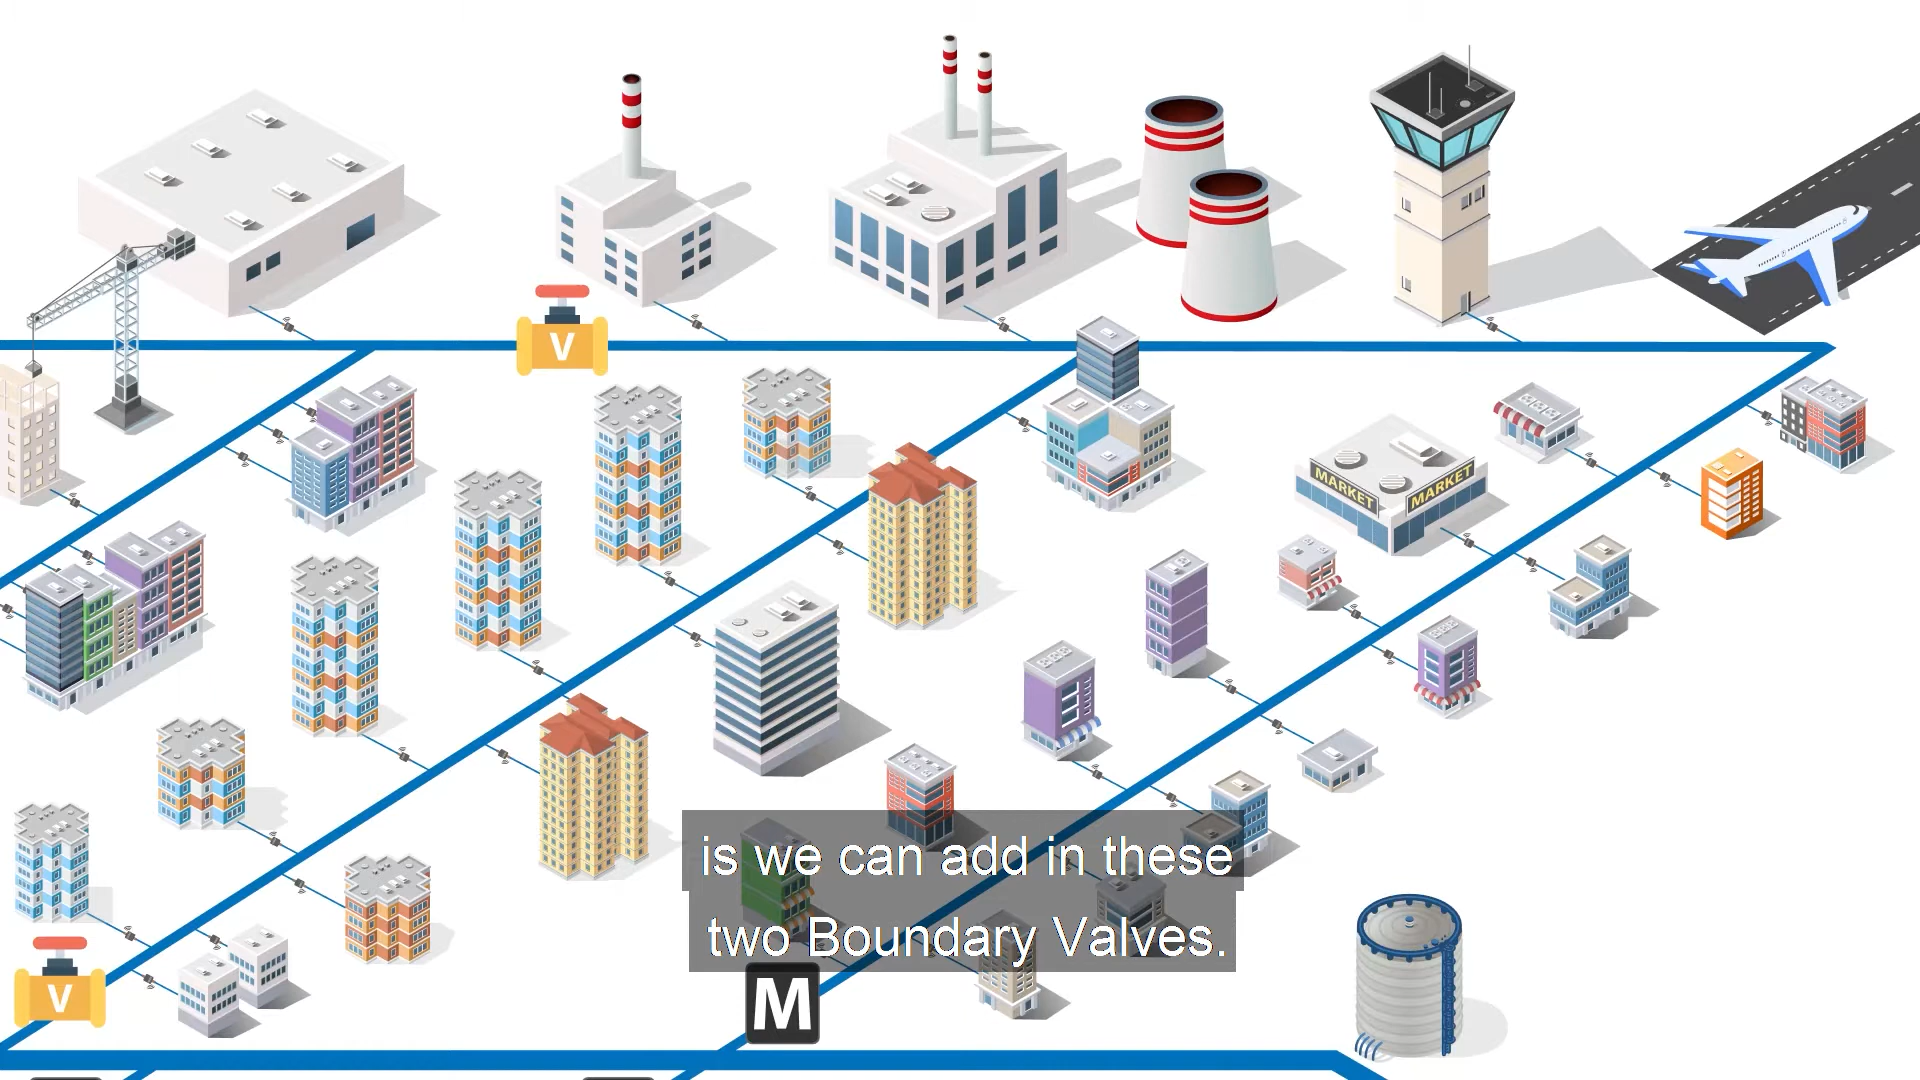 V
MARKET MARKET
is we can add in these
two Boundary Valves.
V
M